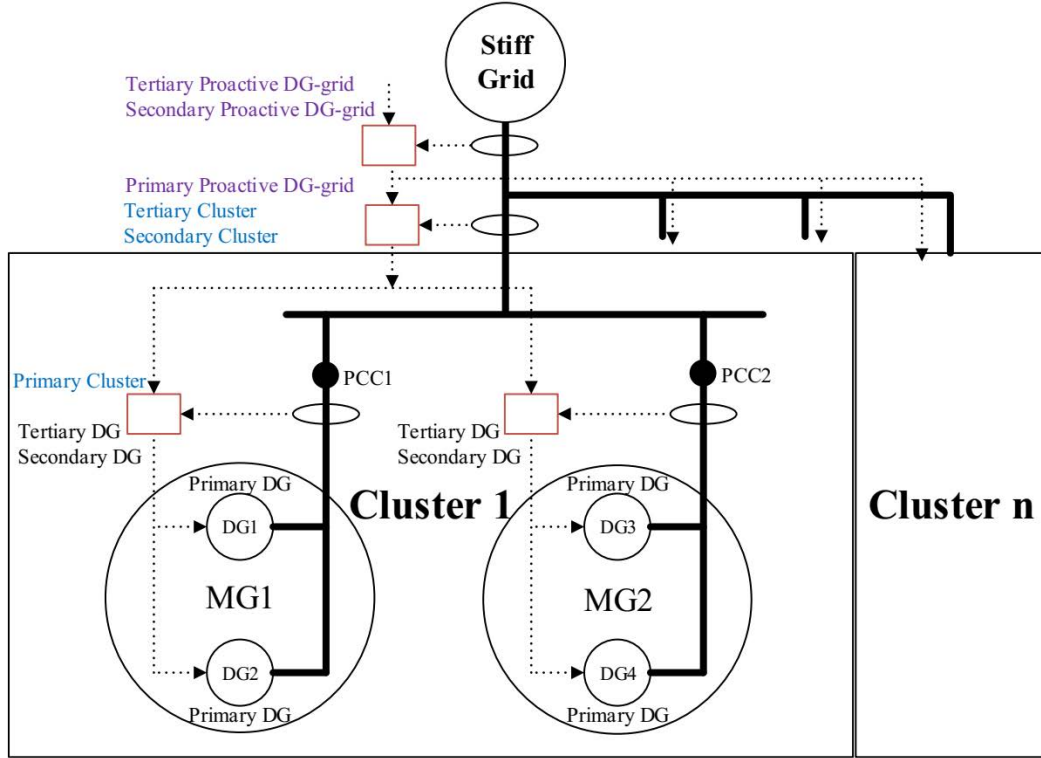 Stiff
Grid
Tertiary Proactive DG-grid
Secondary Proactive DG-grid
Primary Proactive DG-grid
Tertiary Cluster
Secondary Cluster
PCC1
PCC2
Primary Cluster
Tertiary DG
Secondary DG
Tertiary DG
Secondary DG
Primary DG
Cluster 1
Primary DG
Cluster n
DG1
DG3
MG1
MG2
DG2
DG4
Primary DG
Primary DG